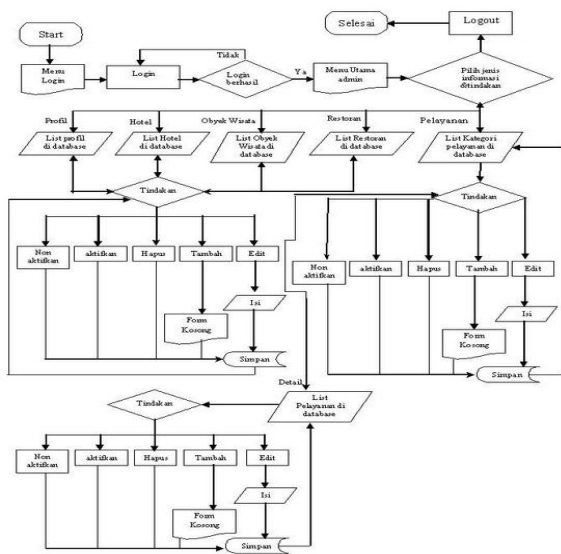 Start
Selesai
Logout
Menu
Login
Login
Tidak
Login
berhasil
Ya
Menu Utama
admin
Pilih jenis
informasi
&tindakan
Profil
Hotel
Obyek Wisata
Restoran
Pelayanan
List profil
di database
List Hotel
di database
List Obyek
Wisata di
database
List Restoran
di database
List Kategori
pelayanan di
database
Tindakan
Tindakan
Non
aktifkan
aktifkan
Hapus
Tambah
Edit
Isi
Form
Kosong
Simpan
Non
aktifkan
aktifkan
Hapus
Tambah
Edit
Isi
Form
Kosong
Simpan
Detail
Tindakan
List
Pelayanan di
database
Non
aktifkan
aktifkan
Hapus
Tambah
Edit
Isi
Form
Kosong
Simpan